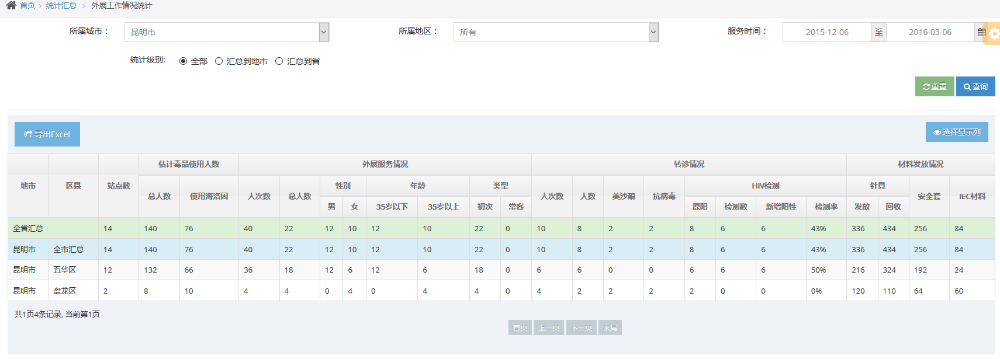 首页 > 统计汇总 > 外展工作情况统计
所属城市： 昆明市 所属地区： 所有 服务时间： 2015-12-06 至 2016-03-06
统计级别: 全部 汇总到地市 汇总到省
重置 查询
导出Excel 选择显示列
估计毒品使用人数 外展服务情况 转诊情况 材料发放情况
地市 区县 站点数 性别 年龄 类型 HIV检测 针具
总人数 使用海洛因 人次数 总人数 人次数 人数 美沙酮 抗病毒 安全套 IEC材料
男 女 35岁以下 35岁以上 初次 常客 原阳 检测数 新增阳性 检测率 发放 回收
全省汇总 14 140 76 40 22 12 10 12 10 22 0 10 8 2 2 8 6 6 43% 336 434 256 84
昆明市 全市汇总 14 140 76 40 22 12 10 12 10 22 0 10 8 2 2 8 6 6 43% 336 434 256 84
昆明市 五华区 12 132 66 36 18 12 6 12 6 18 0 6 6 0 0 6 6 6 50% 216 324 192 24
昆明市 盘龙区 2 8 10 4 4 0 4 0 4 4 0 4 2 2 2 2 0 0 0% 120 110 64 60
共1页4条记录, 当前第1页
首页 上一页 下一页 末尾